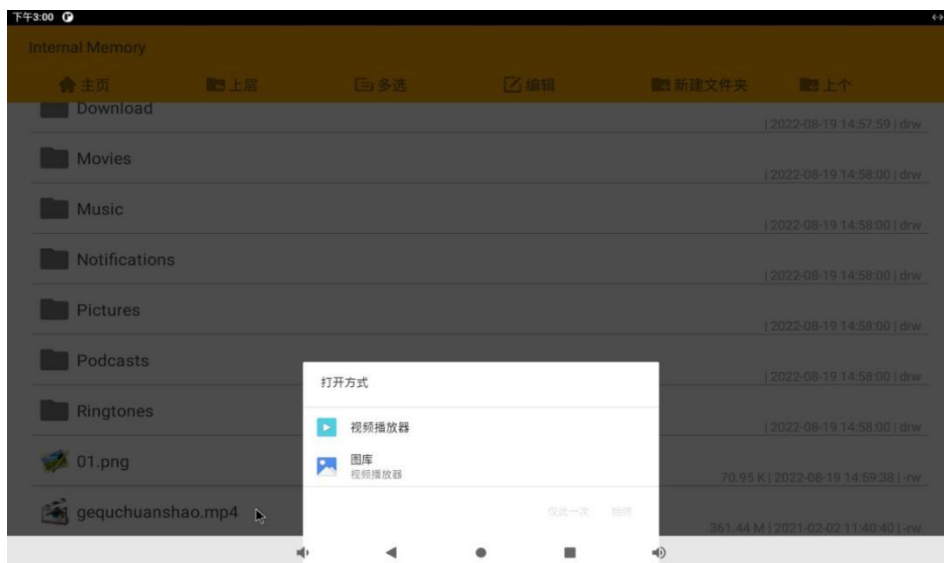 下午3:00
Internal Memory
主页 上层 多选 编辑 新建文件夹 上个
Download
| 2022-08-19 14:57:59 | drw
Movies
| 2022-08-19 14:58:00 | drw
Music
| 2022-08-19 14:58:00 | drw
Notifications
| 2022-08-19 14:58:00 | drw
Pictures
| 2022-08-19 14:58:00 | drw
Podcasts
| 2022-08-19 14:58:00 | drw
Ringtones
| 2022-08-19 14:58:00 | drw
01.png
70.95 K | 2022-08-19 14:59:38 | -rw
gequchuanshao.mp4
361.44 M | 2021-02-02 11:40:40 | -rw
打开方式
视频播放器
图库
视频播放器
仅此一次 始终